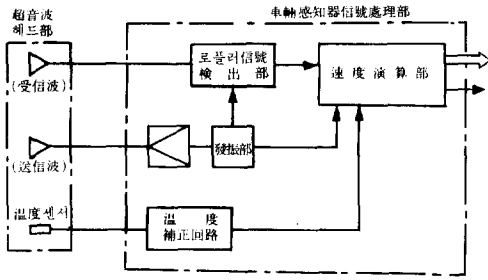 超音波
헤드部
車輛感知器信號處理部
(受信波)
로플러信號
檢出部
速度演算部
(送信波)
發振部
溫度센서
溫度
補正回路